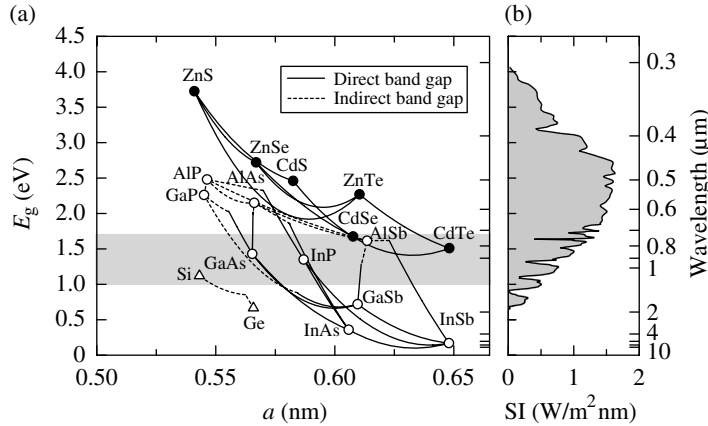 (a)
(b)
4.5
4.0
3.5
3.0
2.5
2.0
1.5
1.0
0.5
0
E_g (eV)
0.50
0.55
0.60
0.65
a (nm)
Direct band gap
Indirect band gap
ZnS
ZnSe
CdS
AlP
AlAs
ZnTe
GaP
CdSe
AlSb
CdTe
GaAs
InP
Si
GaSb
Ge
InAs
InSb
0.3
0.4
0.5
0.6
0.8
1
2
4
10
Wavelength (μm)
0
1
2
SI (W/m² nm)